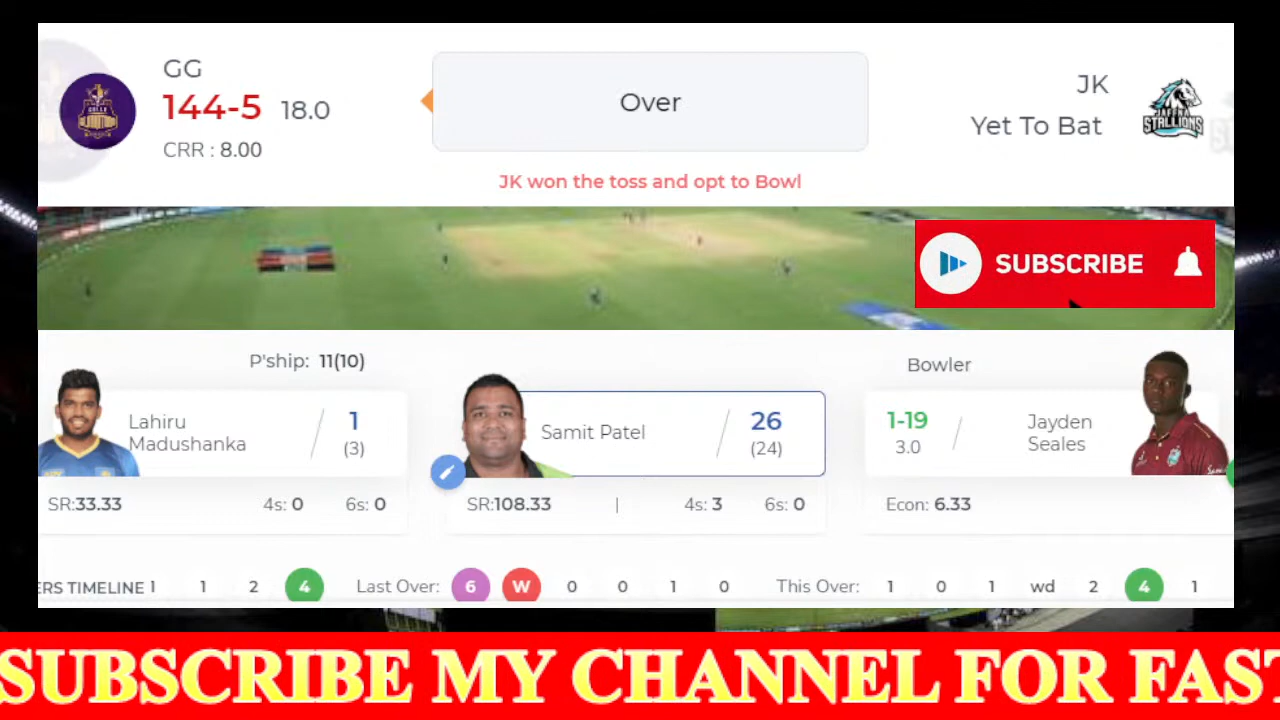 GG
144-5 18.0
CRR : 8.00
Over
JK won the toss and opt to Bowl
JK
Yet To Bat
JAFFNA
STALLIONS
SUBSCRIBE
P'ship: 11(10)
Lahiru
Madushanka
1
(3)
SR:33.33 4s: 0 6s: 0
Samit Patel
26
(24)
SR:108.33 | 4s: 3 6s: 0
Bowler
1-19
3.0
Jayden
Seales
Econ: 6.33
ERS TIMELINE 1 1 2 4 Last Over: 6 W 0 0 1 0 This Over: 1 0 1 wd 2 4 1
SUBSCRIBE MY CHANNEL FOR FAST